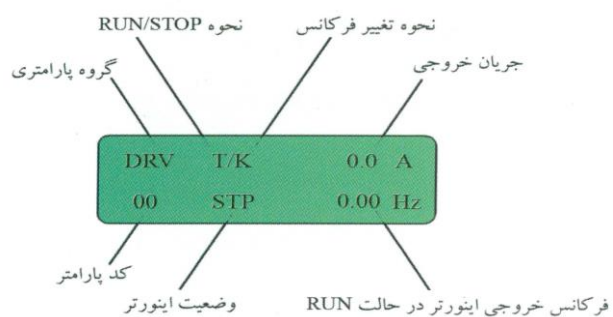 نحوه RUN/STOP
نحوه تغییر فرکانس
جریان خروجی
گروه پارامتری
DRV T/K 0.0 A
00 STP 0.00 Hz
کد پارامتر
وضعیت اینورتر
فرکانس خروجی اینورتر در حالت RUN